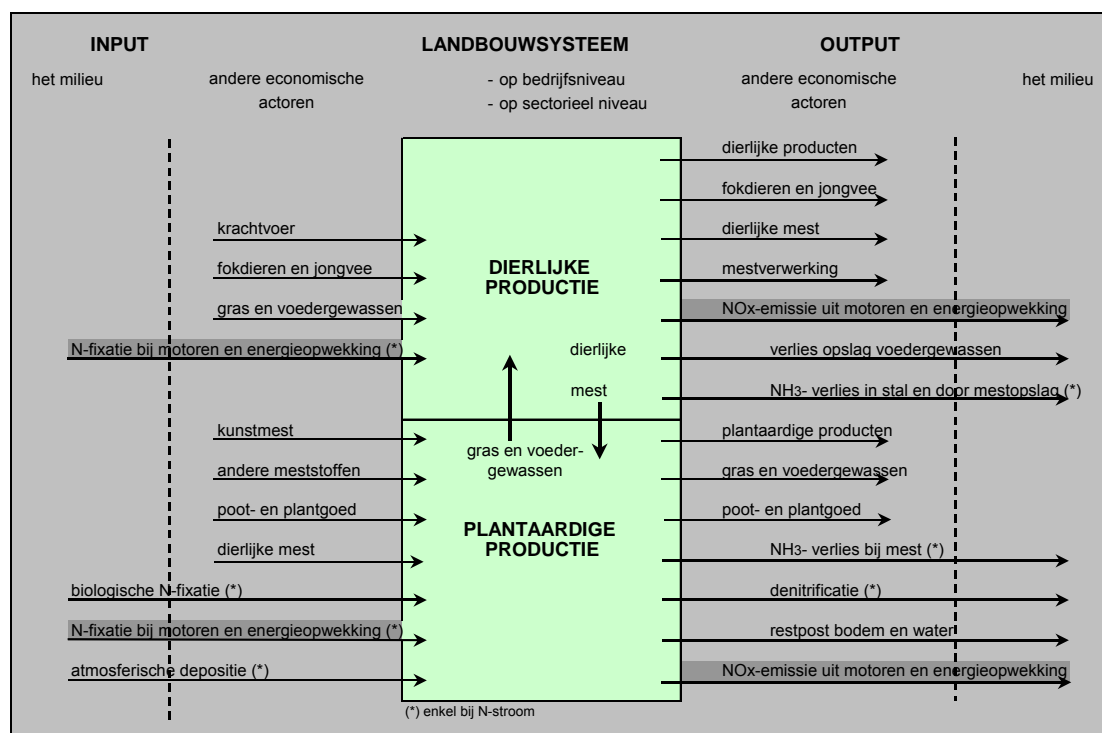 INPUT
LANDBOUWSYSTEEM
OUTPUT
het milieu
andere economische
actoren
- op bedrijfsniveau
- op sectorieel niveau
andere economische
actoren
het milieu
krachtvoer
fokdieren en jongvee
gras en voedergewassen
N-fixatie bij motoren en energieopwekking (*)
kunstmest
andere meststoffen
poot- en plantgoed
dierlijke mest
biologische N-fixatie (*)
N-fixatie bij motoren en energieopwekking (*)
atmosferische depositie (*)
DIERLIJKE
PRODUCTIE
dierlijke
mest
gras en voeder-
gewassen
PLANTAARDIGE
PRODUCTIE
(*) enkel bij N-stroom
dierlijke producten
fokdieren en jongvee
dierlijke mest
mestverwerking
NOx-emissie uit motoren en energieopwekking
verlies opslag voedergewassen
NH3- verlies in stal en door mestopslag (*)
plantaardige producten
gras en voedergewassen
poot- en plantgoed
NH3- verlies bij mest (*)
denitrificatie (*)
restpost bodem en water
NOx-emissie uit motoren en energieopwekking